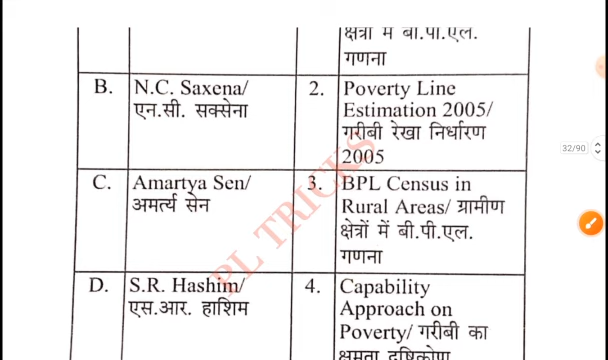 क्षेत्रों में बी.पी.एल.
गणना
B. N.C. Saxena/ 2. Poverty Line
एन.सी. सक्सेना Estimation 2005/
गरीबी रेखा निर्धारण
2005
C. Amartya Sen/ 3. BPL Census in
अमर्त्य सेन Rural Areas/ ग्रामीण
क्षेत्रों में बी.पी.एल.
गणना
D. S.R. Hashim/ 4. Capability
एस.आर. हाशिम Approach on
Poverty/ गरीबी का
क्षमता दृष्टिकोण
PL TRICKS
32/90